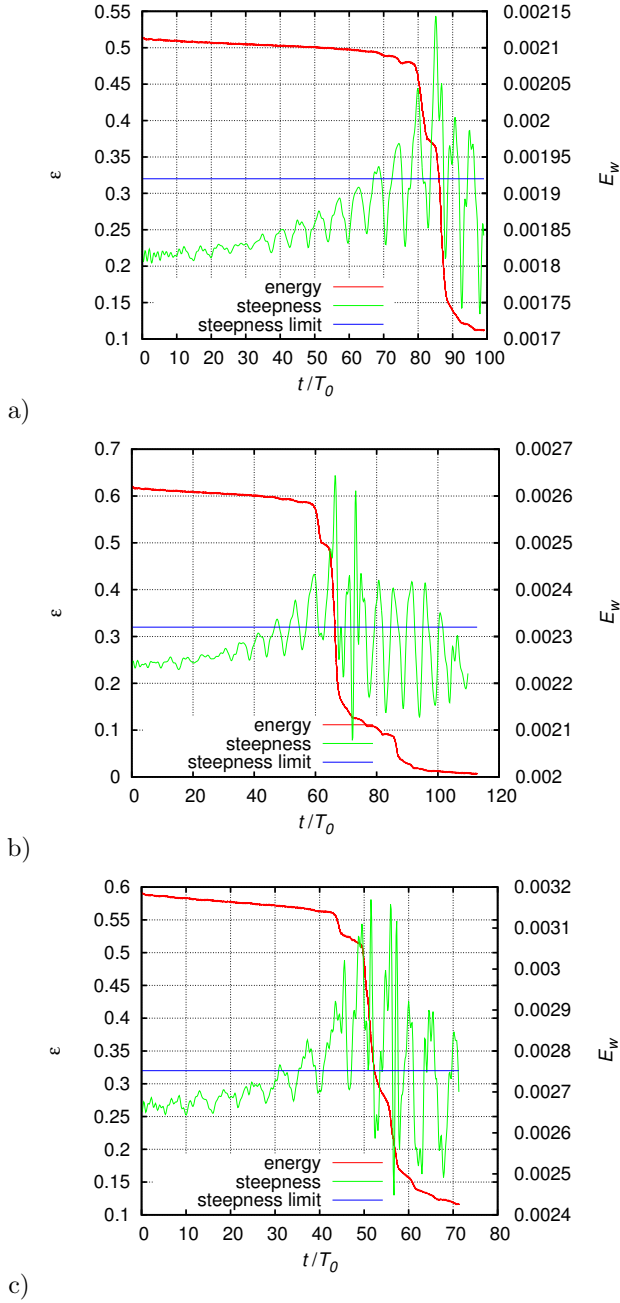 0.55 0.00215
0.5 0.0021
0.45 0.00205
0.4 0.002
0.35 0.00195
ε 0.3 0.0019 E_w
0.25 0.00185
0.2 0.0018
0.15 0.00175
0.1 0.0017
energy
steepness
steepness limit
0 10 20 30 40 50 60 70 80 90 100
t/T_0
a)
0.7 0.0027
0.6 0.0026
0.5 0.0025
0.4 0.0024
ε 0.3 0.0023 E_w
0.2 0.0022
0.1 0.0021
0 0.002
energy
steepness
steepness limit
0 20 40 60 80 100 120
t/T_0
b)
0.6 0.0032
0.55 0.0031
0.5 0.003
0.45 0.0029
0.4 0.0028
0.35 0.0027
ε 0.3 0.0026 E_w
0.25 0.0025
0.2 0.0024
0.15
0.1
energy
steepness
steepness limit
0 10 20 30 40 50 60 70 80
t/T_0
c)